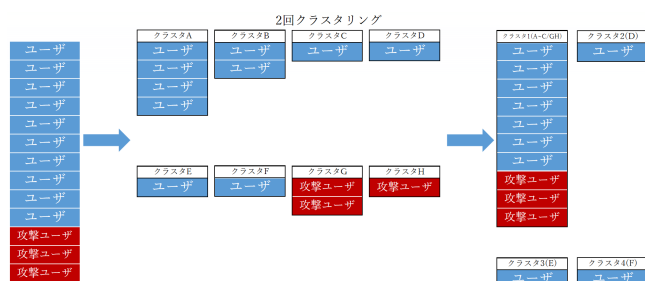 2回クラスタリング
ユーザ
ユーザ
ユーザ
ユーザ
ユーザ
ユーザ
ユーザ
ユーザ
ユーザ
ユーザ
攻撃ユーザ
攻撃ユーザ
攻撃ユーザ
クラスタA
ユーザ
ユーザ
ユーザ
ユーザ
クラスタB
ユーザ
ユーザ
クラスタC
ユーザ
クラスタD
ユーザ
クラスタE
ユーザ
クラスタF
ユーザ
クラスタG
攻撃ユーザ
攻撃ユーザ
クラスタH
攻撃ユーザ
クラスタ1(A-C/GH)
ユーザ
ユーザ
ユーザ
ユーザ
ユーザ
ユーザ
ユーザ
攻撃ユーザ
攻撃ユーザ
攻撃ユーザ
クラスタ2(D)
ユーザ
クラスタ3(E)
ユーザ
クラスタ4(F)
ユーザ